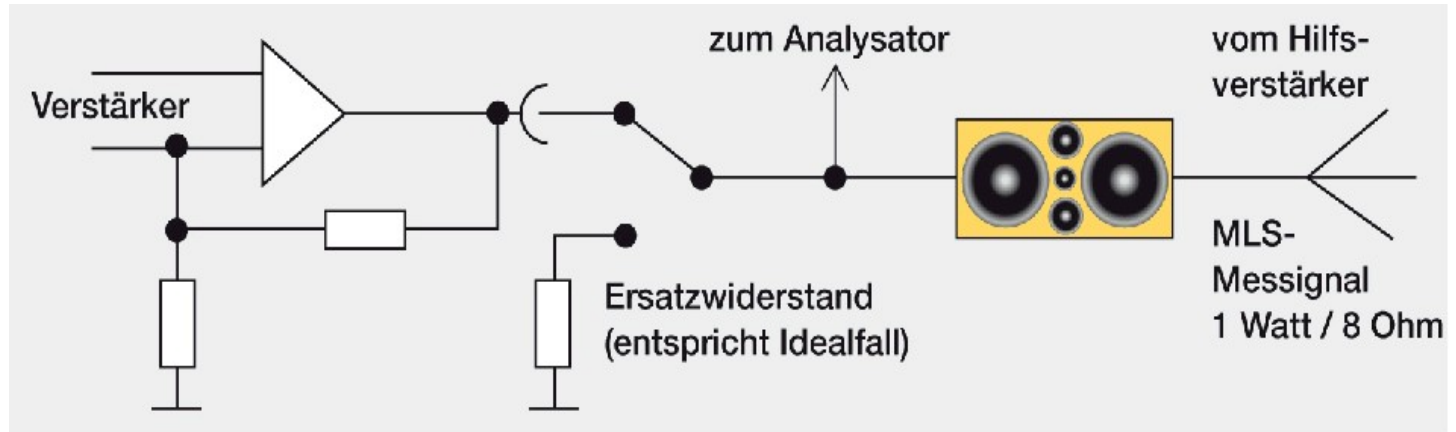 Verstärker
zum Analysator
vom Hilfs-
verstärker
Ersatzwiderstand
(entspricht Idealfall)
MLS-
Messignal
1 Watt / 8 Ohm